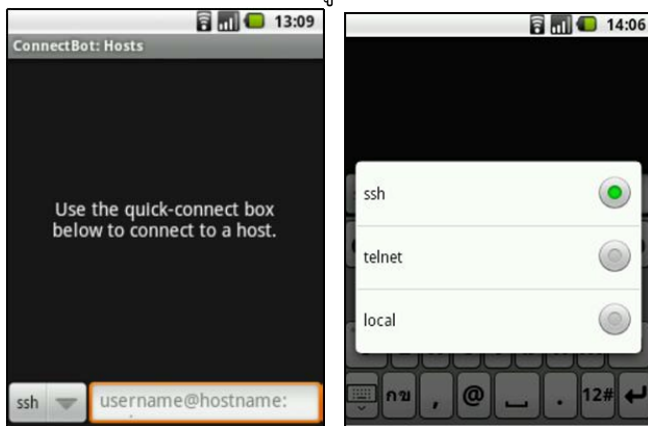 13:09
ConnectBot: Hosts
Use the quick-connect box
below to connect to a host.
ssh
username@hostname:
14:06
ssh
telnet
local
กข , @ . 12#